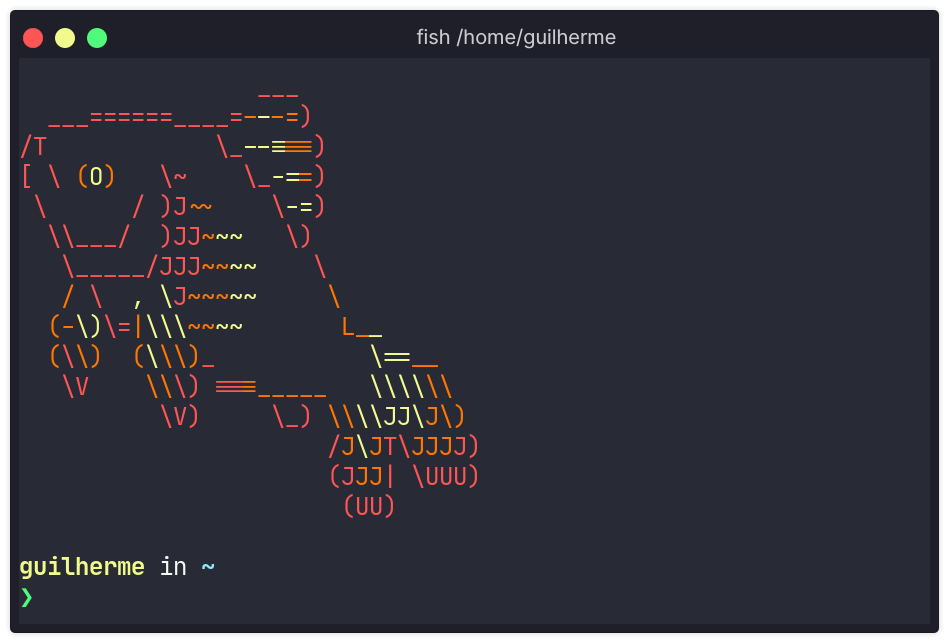 fish /home/guilherme
                 ___
  ___======____=---=)
/T            \_--===)
[ \ (O)   \~    \_-==)
 \      / )J~~    \-=)
  \\___/  )JJ~~~   \)
   \_____/JJJ~~~~    \
   / \  , \J~~~~~     \
  (-\)\=|\\\~~~~       L__
  (\\)  (\\\)_           \==__
   \V    \\\) ===_____   \\\\\\
          \V)     \_) \\\\JJ\J\)
                      /J\JT\JJJJ)
                      (JJJ| \UUU)
                       (UU)
guilherme in ~
❯